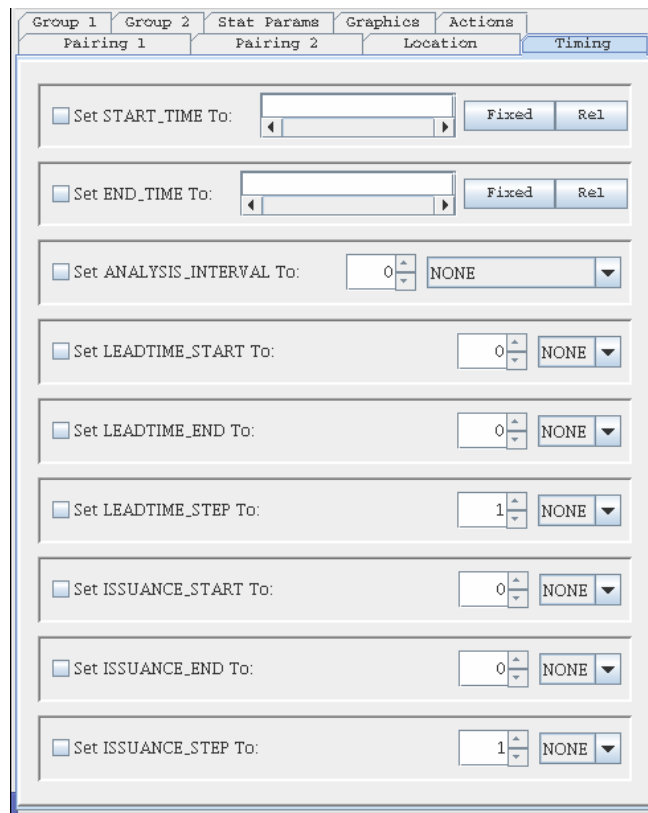 Group 1 Group 2 Stat Params Graphics Actions
Pairing 1 Pairing 2 Location Timing
Set START_TIME To: Fixed Rel
Set END_TIME To: Fixed Rel
Set ANALYSIS_INTERVAL To: 0 NONE
Set LEADTIME_START To: 0 NONE
Set LEADTIME_END To: 0 NONE
Set LEADTIME_STEP To: 1 NONE
Set ISSUANCE_START To: 0 NONE
Set ISSUANCE_END To: 0 NONE
Set ISSUANCE_STEP To: 1 NONE